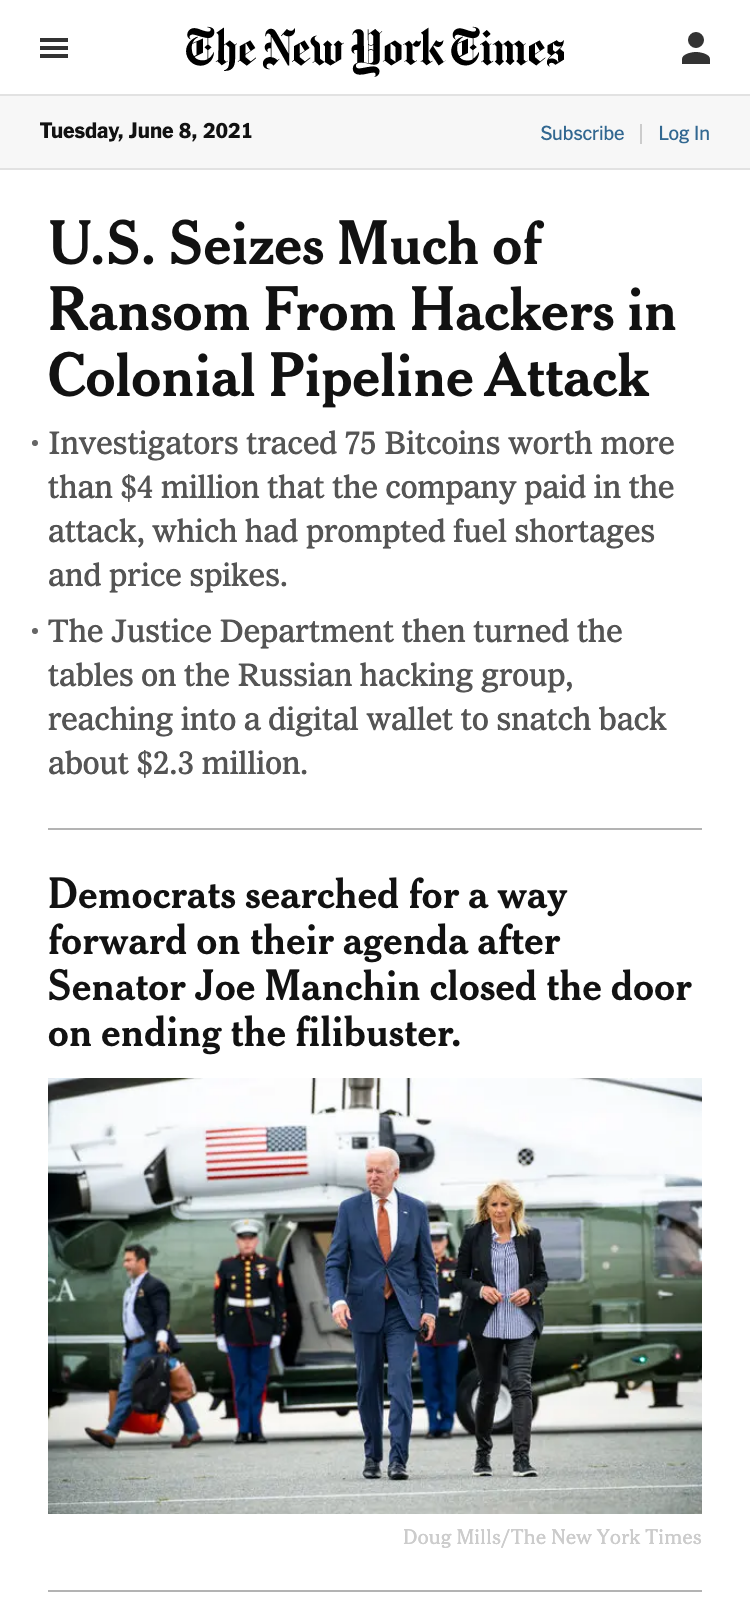 The New York Times
Tuesday, June 8, 2021
Subscribe | Log In
U.S. Seizes Much of
Ransom From Hackers in
Colonial Pipeline Attack
• Investigators traced 75 Bitcoins worth more
than $4 million that the company paid in the
attack, which had prompted fuel shortages
and price spikes.
• The Justice Department then turned the
tables on the Russian hacking group,
reaching into a digital wallet to snatch back
about $2.3 million.
Democrats searched for a way
forward on their agenda after
Senator Joe Manchin closed the door
on ending the filibuster.
CA
Doug Mills/The New York Times